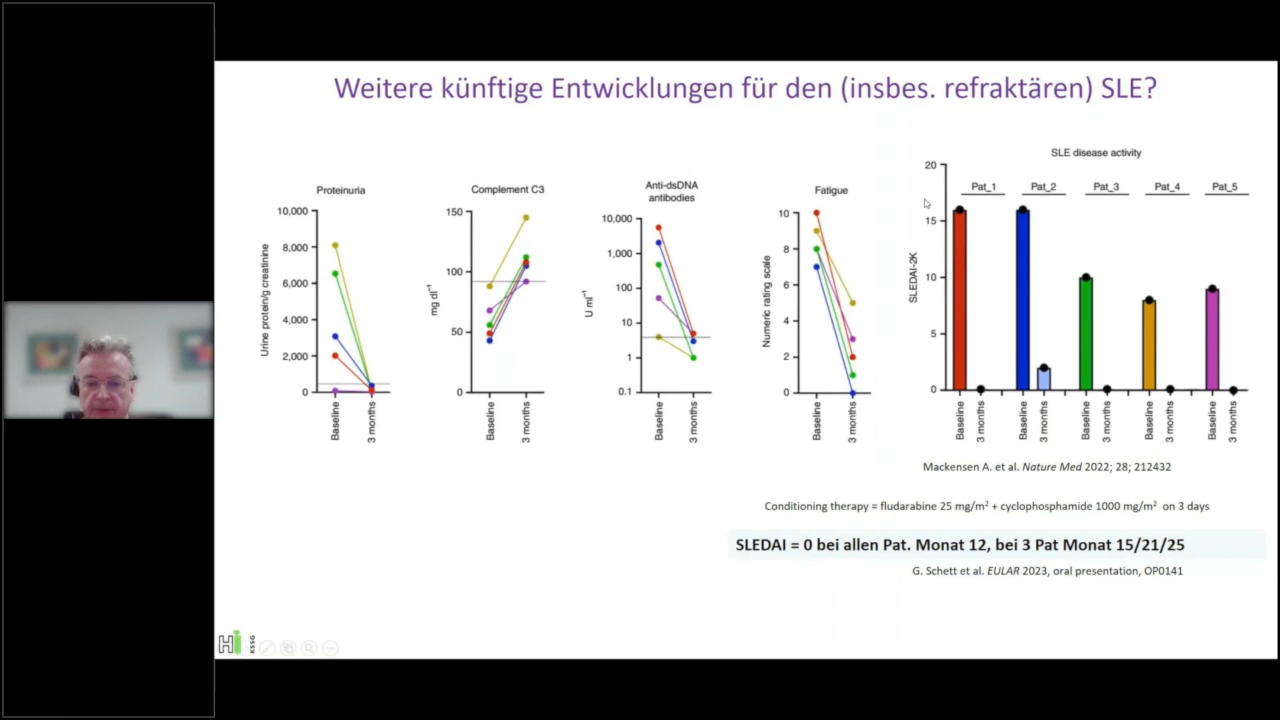 Weitere künftige Entwicklungen für den (insbes. refraktären) SLE?
Proteinuria
Urine protein/g creatinine
10,000
8,000
6,000
4,000
2,000
0
Baseline
3 months
Complement C3
mg dl⁻¹
150
100
50
0
Baseline
3 months
Anti-dsDNA
antibodies
U ml⁻¹
10,000
1,000
100
10
1
0.1
Baseline
3 months
Fatigue
Numeric rating scale
10
8
6
4
2
0
Baseline
3 months
SLE disease activity
SLEDAI-2K
20
15
10
5
0
Pat_1
Pat_2
Pat_3
Pat_4
Pat_5
Baseline
3 months
Baseline
3 months
Baseline
3 months
Baseline
3 months
Baseline
3 months
Mackensen A. et al. Nature Med 2022; 28; 212432
Conditioning therapy = fludarabine 25 mg/m² + cyclophosphamide 1000 mg/m² on 3 days
SLEDAI = 0 bei allen Pat. Monat 12, bei 3 Pat Monat 15/21/25
G. Schett et al. EULAR 2023, oral presentation, OP0141
Hi
KSSG